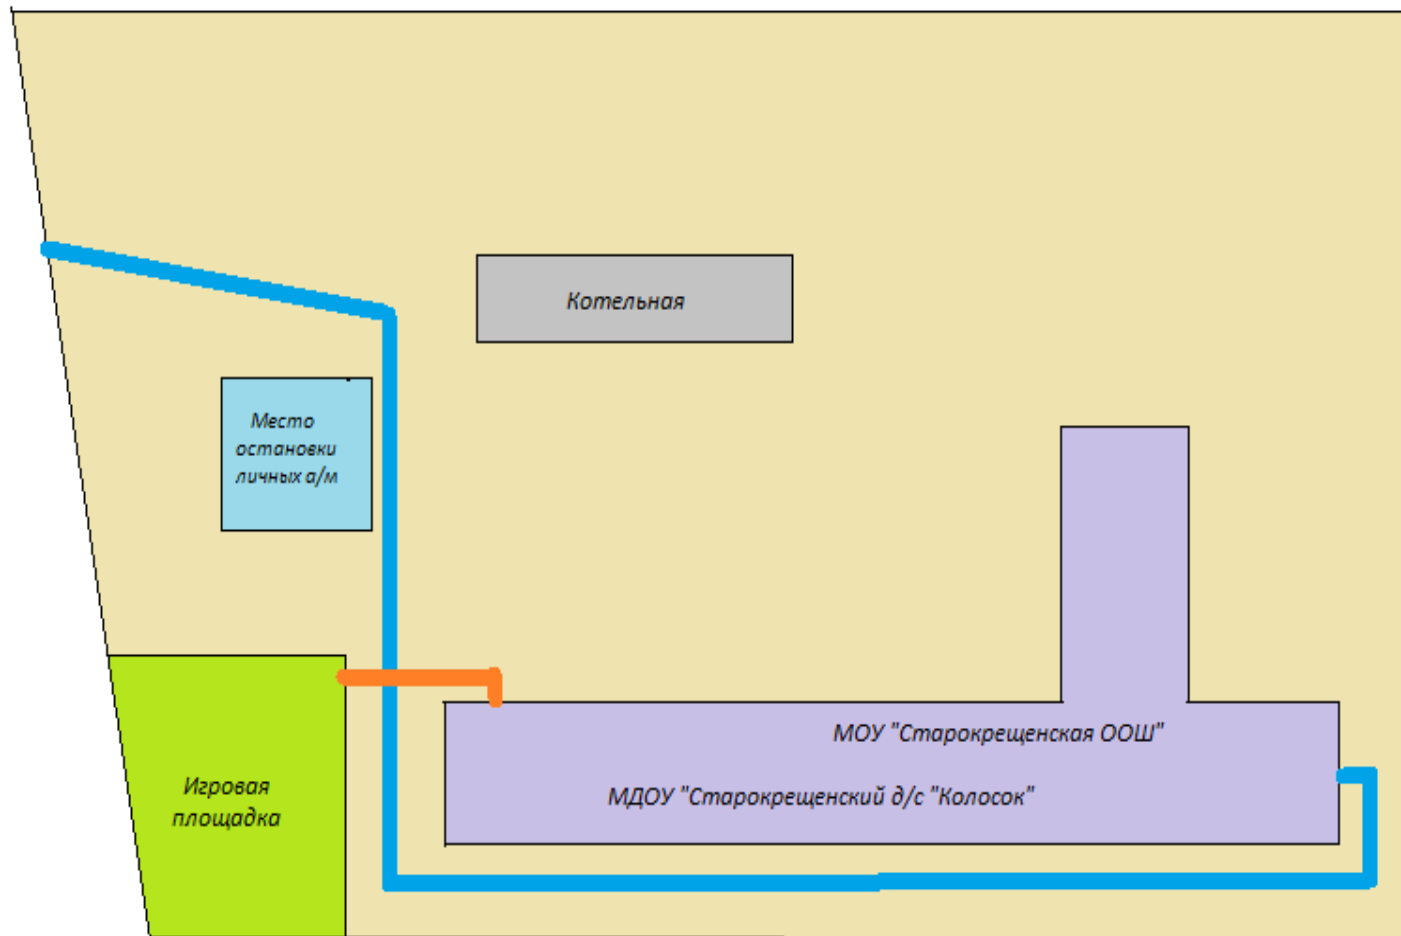 Котельная
Место
остановки
личных а/м
МОУ "Старокрещенская ООШ"
Игровая
площадка
МДОУ "Старокрещенский д/с "Колосок"